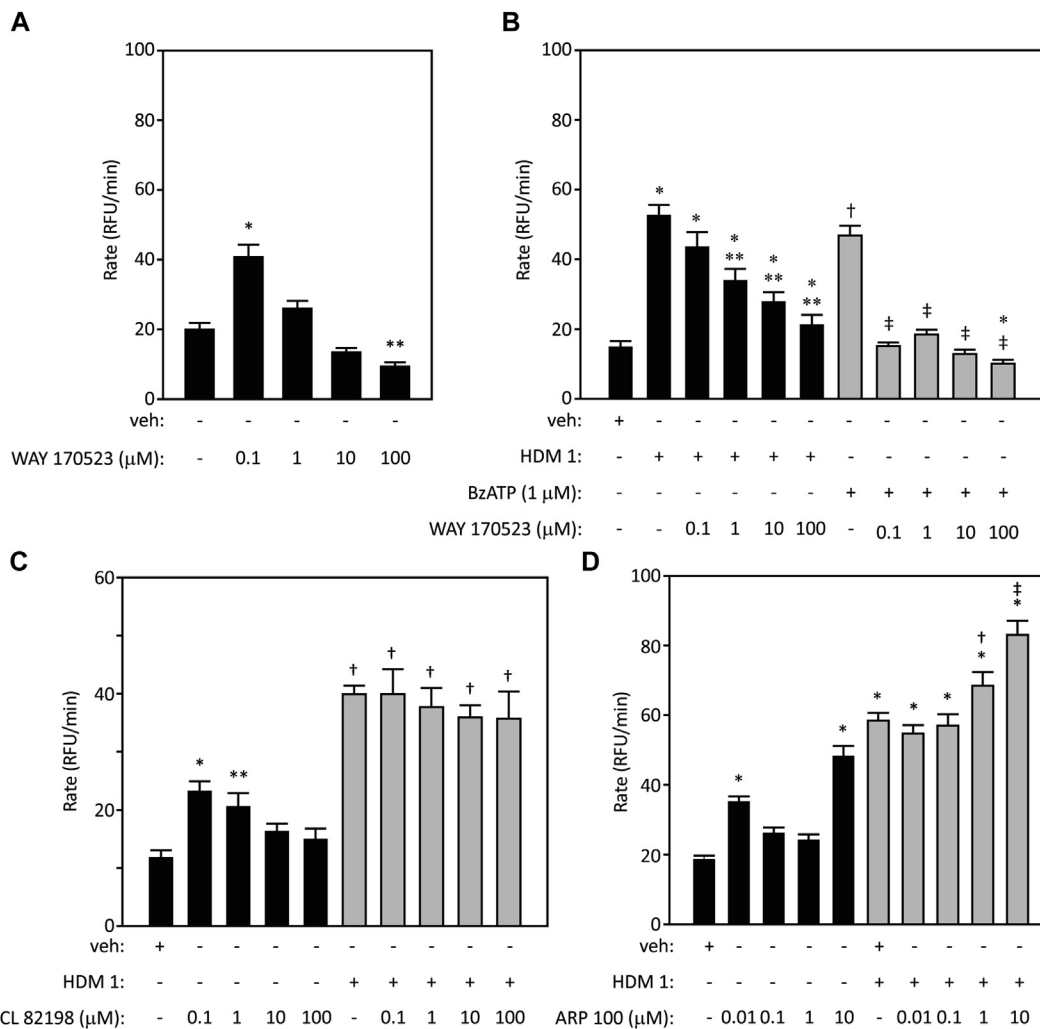 A
100
80
60
40
20
0
Rate (RFU/min)
*
**
veh: - - - - -
WAY 170523 (μM): - 0.1 1 10 100
B
100
80
60
40
20
0
Rate (RFU/min)
* * * * * † ‡ ‡ ‡ *
** ** ** ‡
veh: + - - - - - - - - - -
HDM 1: - + + + + + - - - - -
BzATP (1 μM): - - - - - - + + + + +
WAY 170523 (μM): - - 0.1 1 10 100 - 0.1 1 10 100
C
60
40
20
0
Rate (RFU/min)
* ** † † † † †
veh: + - - - - - - - - -
HDM 1: - - - - - + + + + +
CL 82198 (μM): - 0.1 1 10 100 - 0.1 1 10 100
D
100
80
60
40
20
0
Rate (RFU/min)
* * * * * † ‡
* *
veh: + - - - - + - - - -
HDM 1: - - - - - + + + + +
ARP 100 (μM): - 0.01 0.1 1 10 - 0.01 0.1 1 10